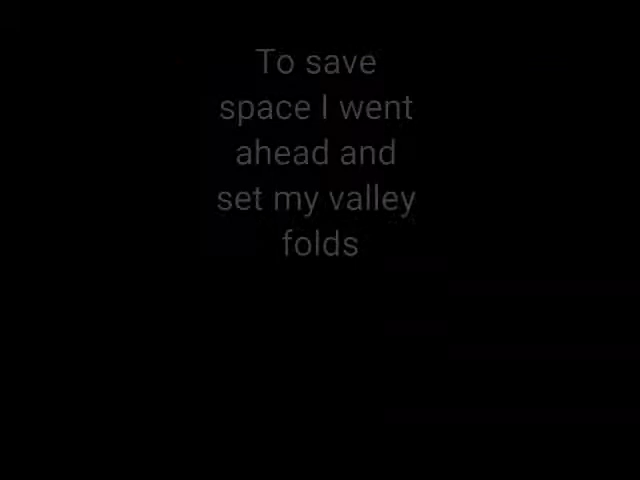 To save
space I went
ahead and
set my valley
folds